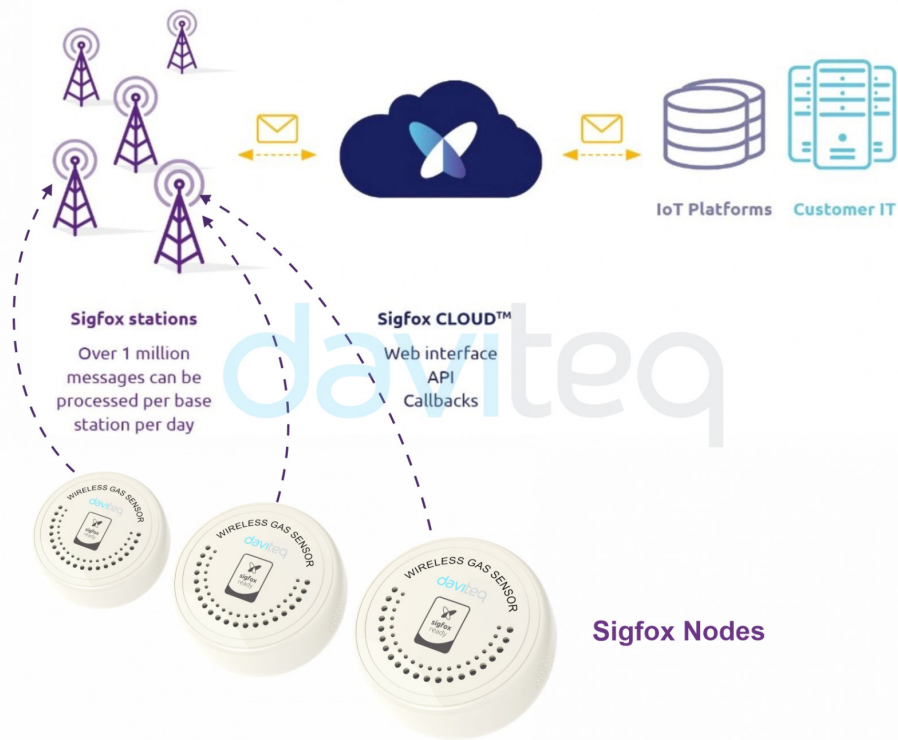 IoT Platforms
Customer IT
Sigfox stations
Over 1 million
messages can be
processed per base
station per day
Sigfox CLOUD™
Web interface
API
Callbacks
daviteq
WIRELESS GAS SENSOR
daviteq
sigfox
ready
WIRELESS GAS SENSOR
daviteq
sigfox
ready
WIRELESS GAS SENSOR
daviteq
sigfox
ready
Sigfox Nodes